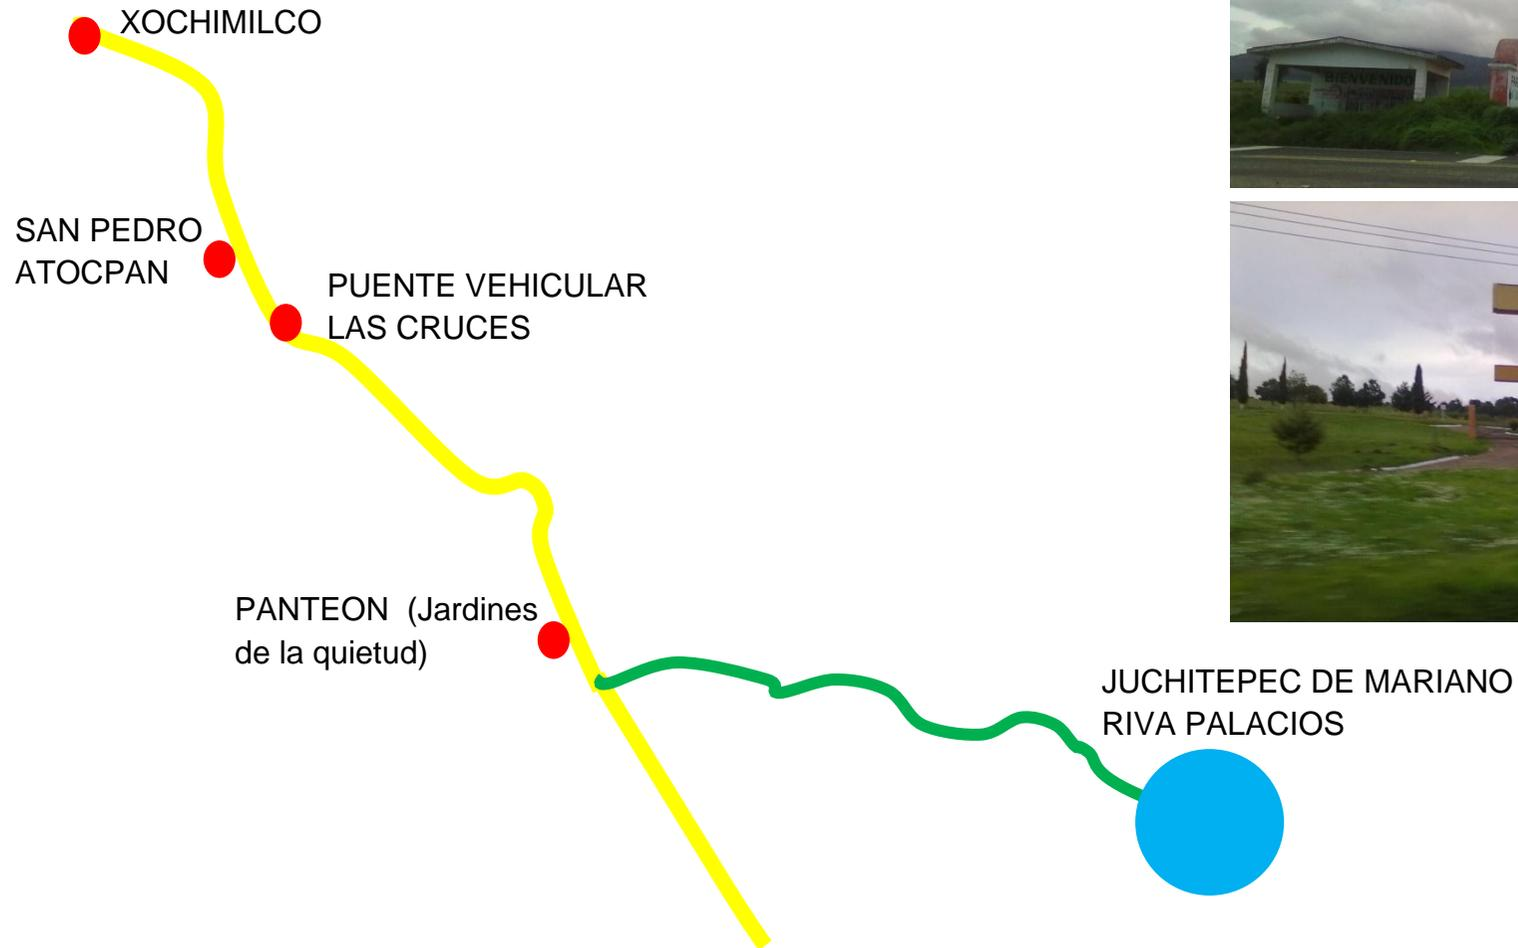 XOCHIMILCO
SAN PEDRO
ATOCPAN
PUENTE VEHICULAR
LAS CRUCES
PANTEON (Jardines
de la quietud)
JUCHITEPEC DE MARIANO
RIVA PALACIOS
BIENVENIDO